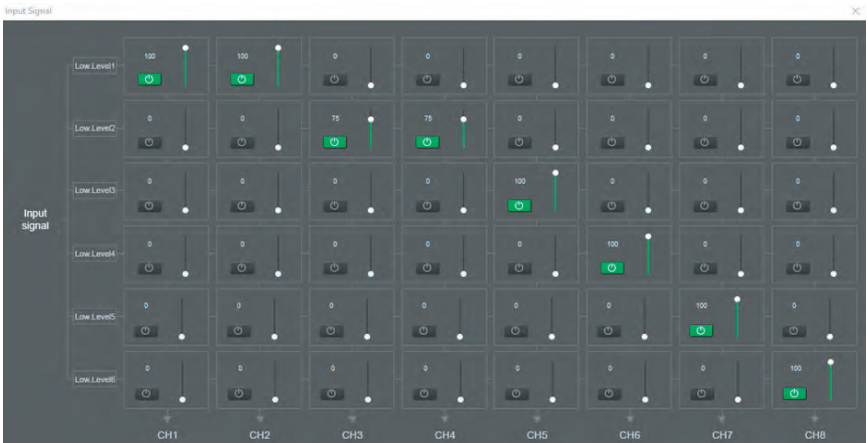 Input Signal
Low.Level1 100 100 0 0 0 0 0 0
Low.Level2 0 0 75 75 0 0 0 0
Low.Level3 0 0 0 0 100 0 0 0
Input
signal
Low.Level4 0 0 0 0 0 100 0 0
Low.Level5 0 0 0 0 0 0 100 0
Low.Level6 0 0 0 0 0 0 0 100
CH1 CH2 CH3 CH4 CH5 CH6 CH7 CH8